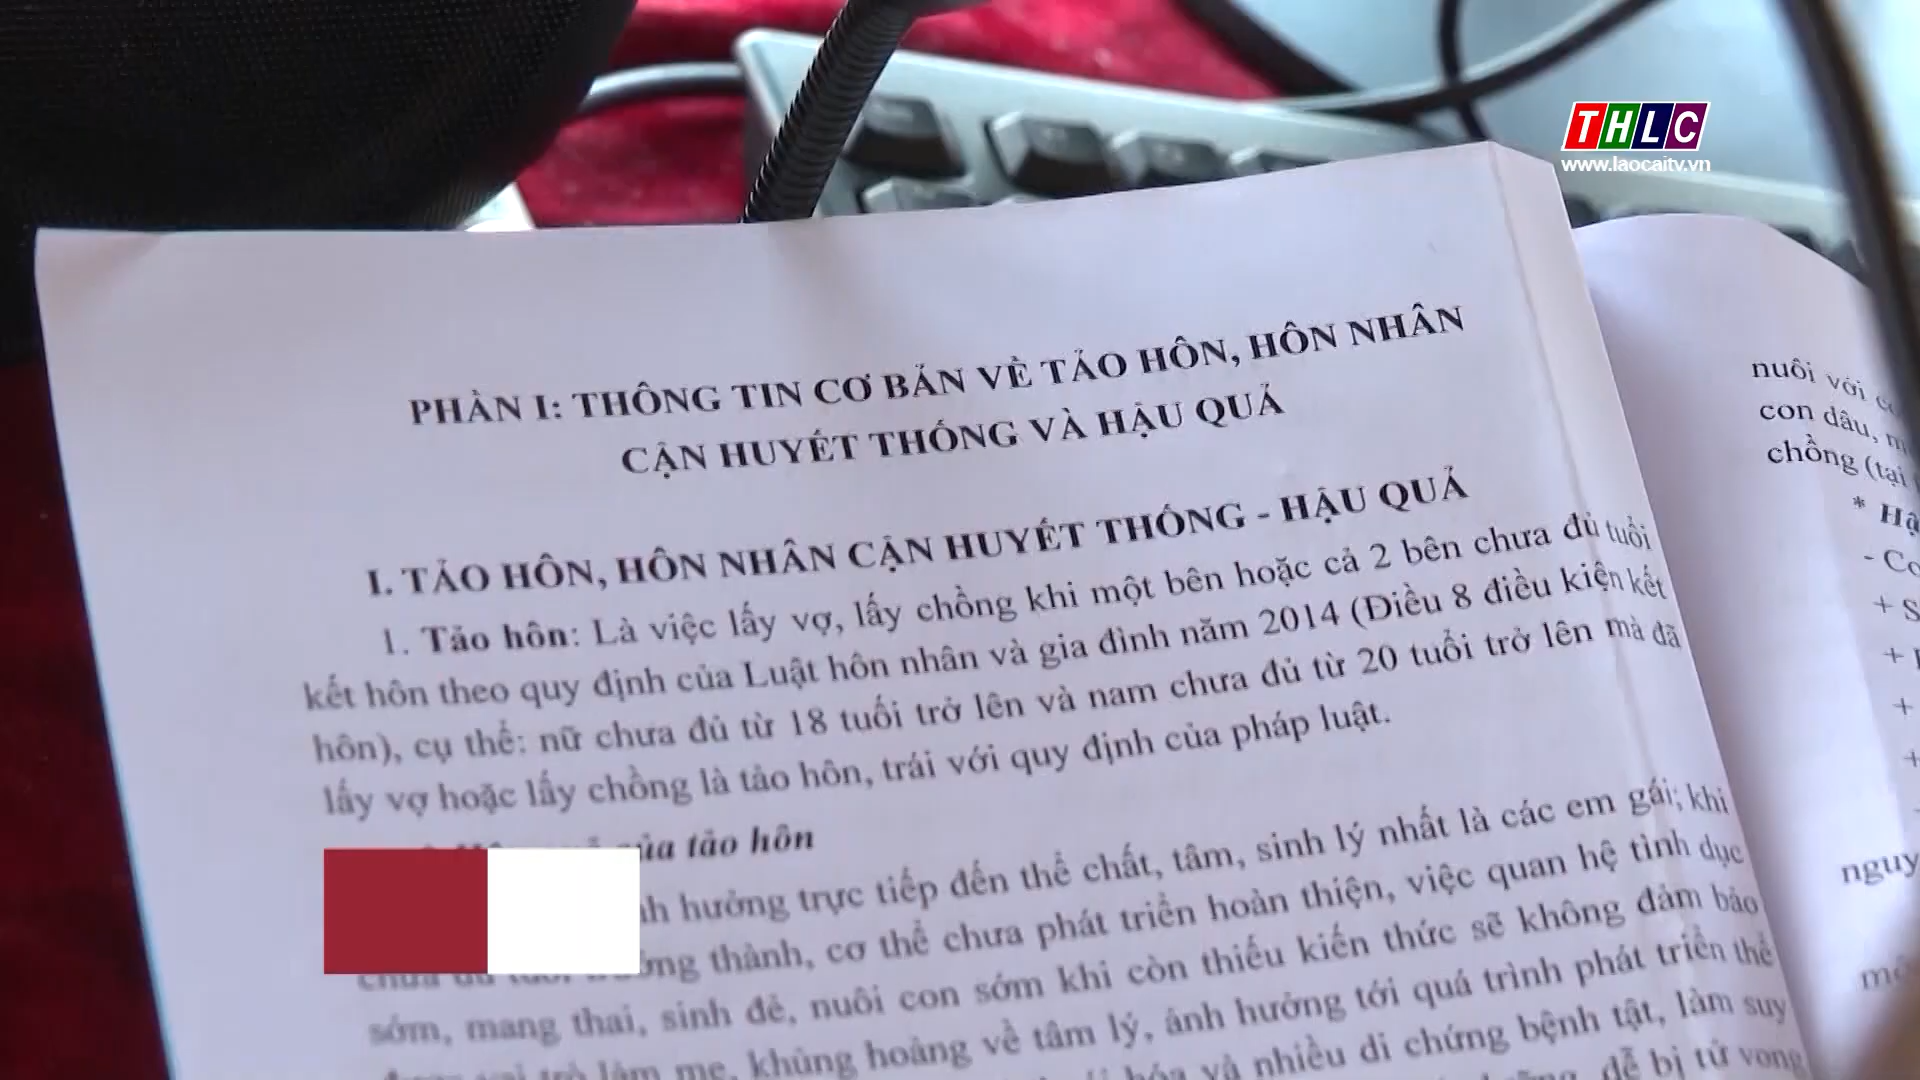 THLC
www.laocaitv.vn
PHẦN I: THÔNG TIN CƠ BẢN VỀ TẢO HÔN, HÔN NHÂN
CẬN HUYẾT THỐNG VÀ HẬU QUẢ
I. TẢO HÔN, HÔN NHÂN CẬN HUYẾT THỐNG - HẬU QUẢ
1. Tảo hôn: Là việc lấy vợ, lấy chồng khi một bên hoặc cả 2 bên chưa đủ tuổi
kết hôn theo quy định của Luật hôn nhân và gia đình năm 2014 (Điều 8 điều kiện kết
hôn), cụ thể: nữ chưa đủ từ 18 tuổi trở lên và nam chưa đủ từ 20 tuổi trở lên mà đã
lấy vợ hoặc lấy chồng là tảo hôn, trái với quy định của pháp luật.
của tảo hôn
hưởng trực tiếp đến thể chất, tâm, sinh lý nhất là các em gái; khi
thành, cơ thể chưa phát triển hoàn thiện, việc quan hệ tình dục
sớm, mang thai, sinh đẻ, nuôi con sớm khi còn thiếu kiến thức sẽ không đảm bảo
làm mẹ, khủng hoảng về tâm lý, ảnh hưởng tới quá trình phát triển thể
hóa và nhiều di chứng bệnh tật, làm suy
dễ bị tử vong
nuôi với
con dâu,
chồng (tại
*
-
+
+
+
+